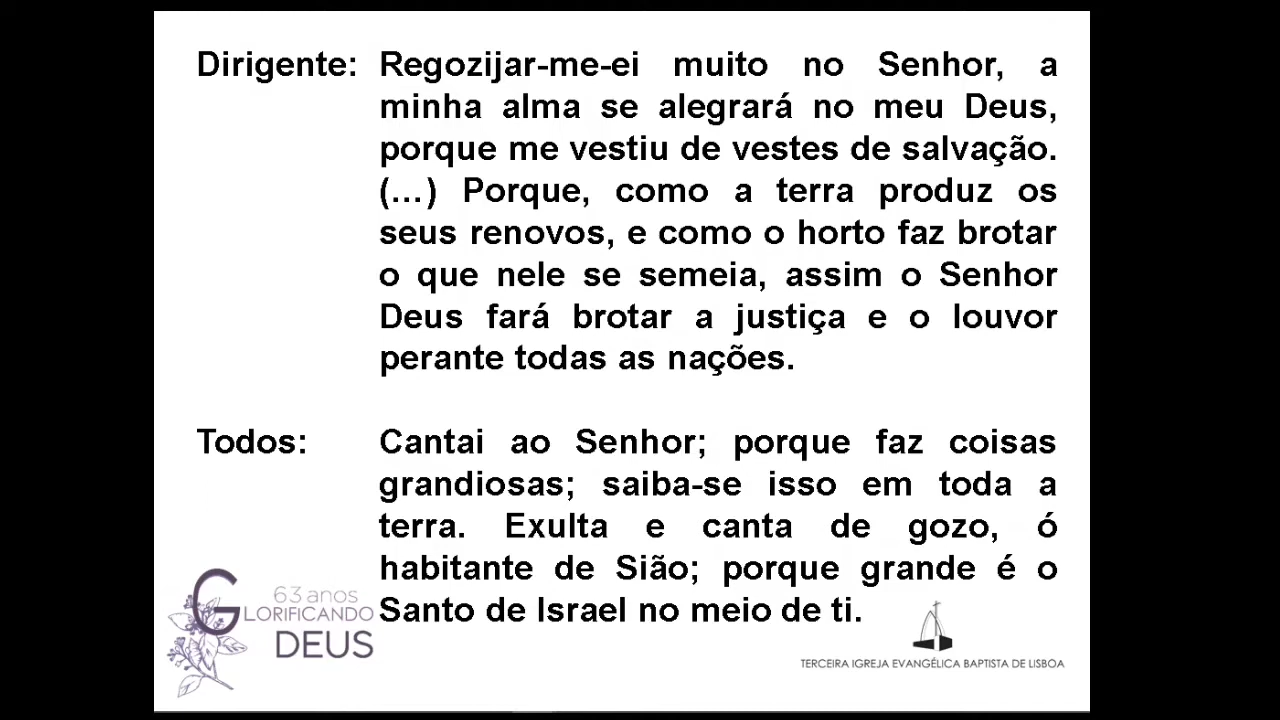 Dirigente: Regozijar-me-ei muito no Senhor, a
minha alma se alegrará no meu Deus,
porque me vestiu de vestes de salvação.
(...) Porque, como a terra produz os
seus renovos, e como o horto faz brotar
o que nele se semeia, assim o Senhor
Deus fará brotar a justiça e o louvor
perante todas as nações.
Todos: Cantai ao Senhor; porque faz coisas
grandiosas; saiba-se isso em toda a
terra. Exulta e canta de gozo, ó
habitante de Sião; porque grande é o
Santo de Israel no meio de ti.
63 anos
GLORIFICANDO
DEUS
TERCEIRA IGREJA EVANGÉLICA BAPTISTA DE LISBOA